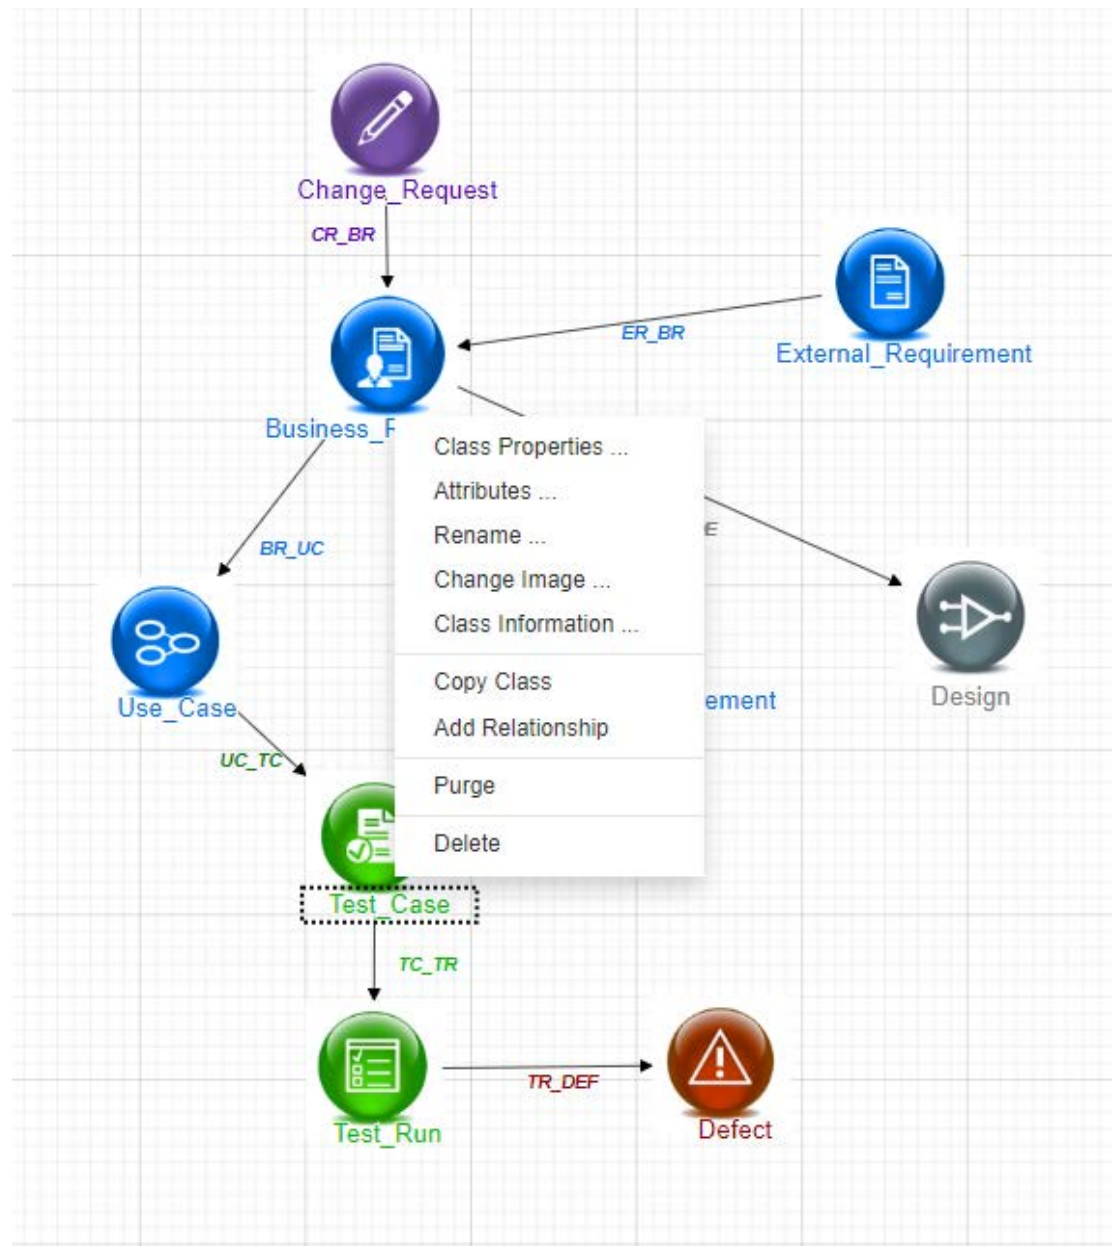 Change_Request
CR_BR
ER_BR
External_Requirement
Business_
Class Properties ...
Attributes ...
Rename ...
Change Image ...
Class Information ...
Copy Class
Add Relationship
Purge
Delete
E
BR_UC
Use_Case
ement
Design
UC_TC
Test_Case
TC_TR
Test_Run
TR_DEF
Defect